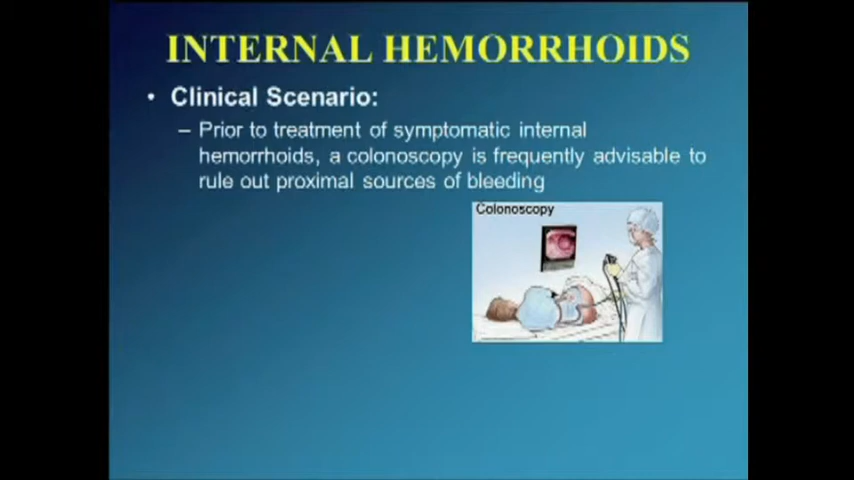 INTERNAL HEMORRHOIDS
• Clinical Scenario:
– Prior to treatment of symptomatic internal
hemorrhoids, a colonoscopy is frequently advisable to
rule out proximal sources of bleeding
Colonoscopy